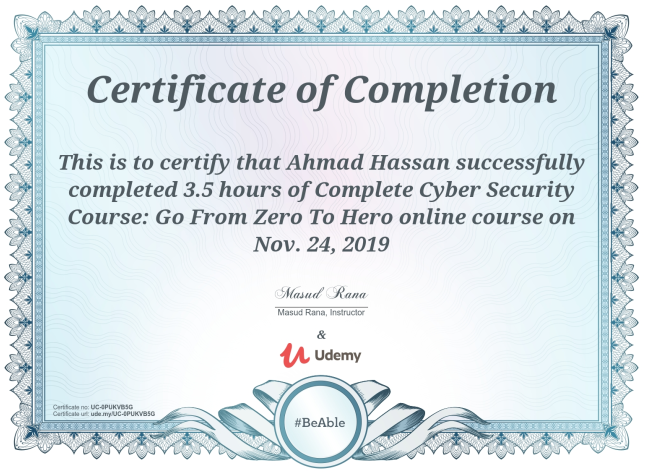 Certificate of Completion
This is to certify that Ahmad Hassan successfully
completed 3.5 hours of Complete Cyber Security
Course: Go From Zero To Hero online course on
Nov. 24, 2019
Masud Rana
Masud Rana, Instructor
&
Udemy
Certificate no: UC-0PUKVB5G
Certificate url: ude.my/UC-0PUKVB5G
#BeAble